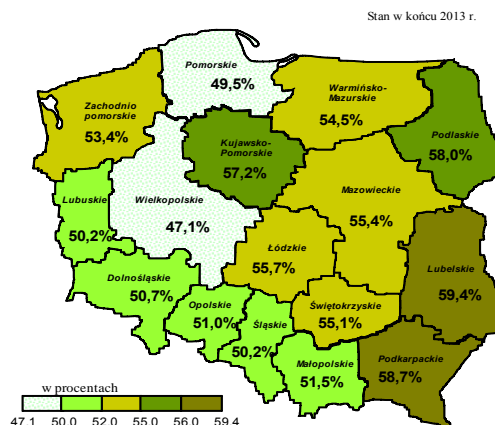 Stan w końcu 2013 r.
Pomorskie
49,5%
Zachodnio
pomorskie
53,4%
Warmińsko-
Mazurskie
54,5%
Podlaskie
58,0%
Kujawsko-
Pomorskie
57,2%
Mazowieckie
55,4%
Lubuskie
50,2%
Wielkopolskie
47,1%
Łódzkie
55,7%
Lubelskie
59,4%
Dolnośląskie
50,7%
Opolskie
51,0%
Śląskie
50,2%
Świętokrzyskie
55,1%
Małopolskie
51,5%
Podkarpackie
58,7%
w procentach
47.1 50.0 52.0 55.0 56.0 59.4